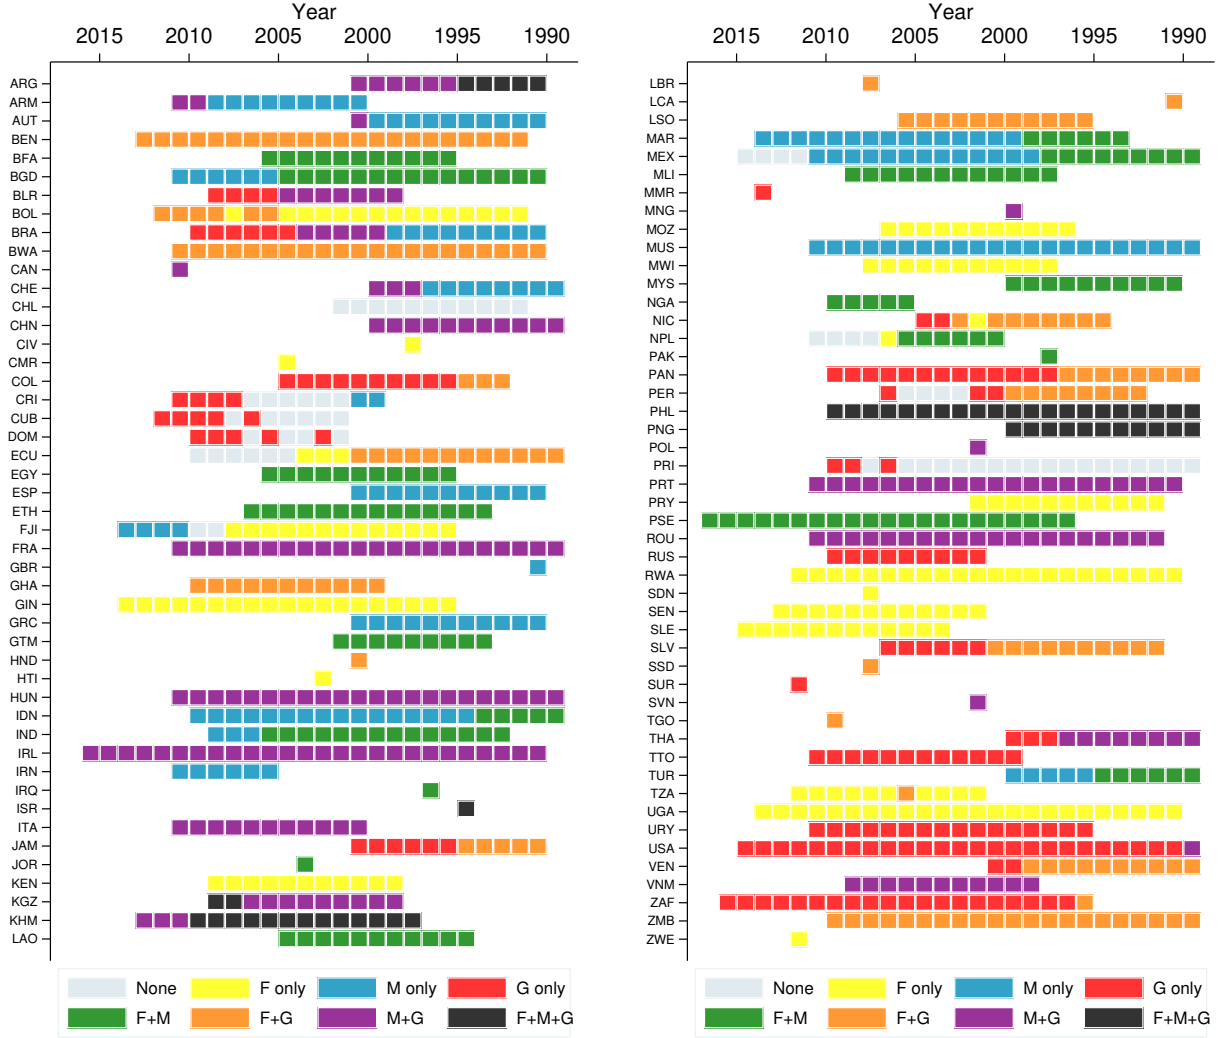 Year
2015 2010 2005 2000 1995 1990
ARG
ARM
AUT
BEN
BFA
BGD
BLR
BOL
BRA
BWA
CAN
CHE
CHL
CHN
CIV
CMR
COL
CRI
CUB
DOM
ECU
EGY
ESP
ETH
FJI
FRA
GBR
GHA
GIN
GRC
GTM
HND
HTI
HUN
IDN
IND
IRL
IRN
IRQ
ISR
ITA
JAM
JOR
KEN
KGZ
KHM
LAO
None F only M only G only
F+M F+G M+G F+M+G
Year
2015 2010 2005 2000 1995 1990
LBR
LCA
LSO
MAR
MEX
MLI
MMR
MNG
MOZ
MUS
MWI
MYS
NGA
NIC
NPL
PAK
PAN
PER
PHL
PNG
POL
PRI
PRT
PRY
PSE
ROU
RUS
RWA
SDN
SEN
SLE
SLV
SSD
SUR
SVN
TGO
THA
TTO
TUR
TZA
UGA
URY
USA
VEN
VNM
ZAF
ZMB
ZWE
None F only M only G only
F+M F+G M+G F+M+G